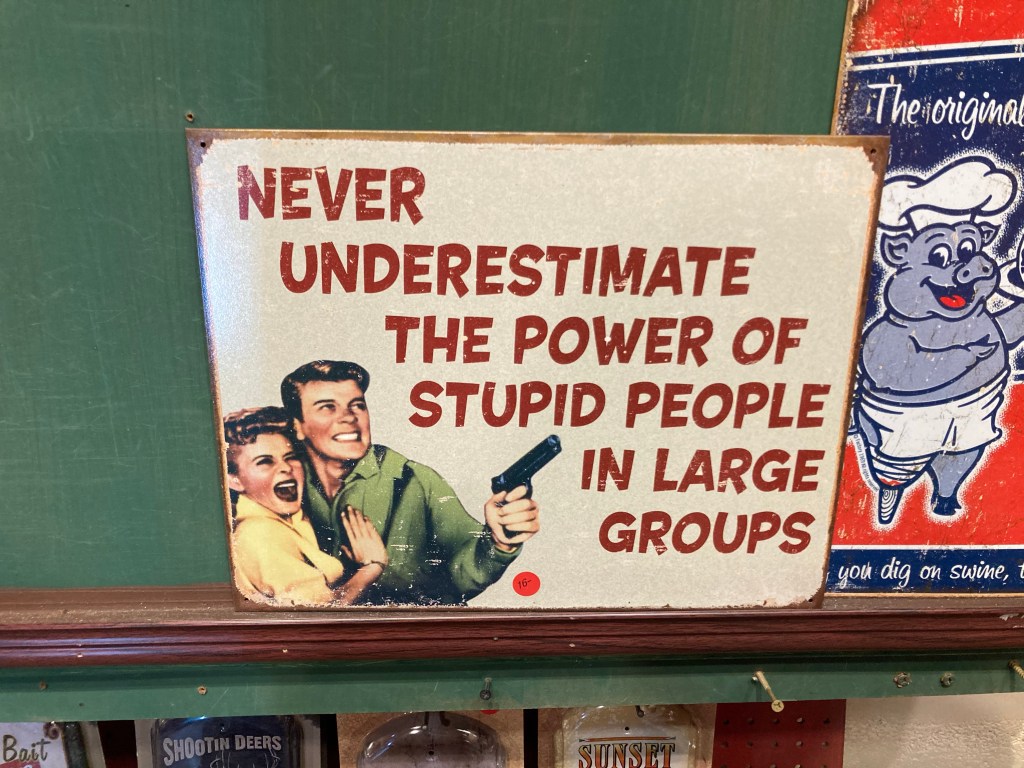 NEVER
UNDERESTIMATE
THE POWER OF
STUPID PEOPLE
IN LARGE
GROUPS
16-
The original
you dig on swine,
Bait
SHOOTIN DEERS
SUNSET